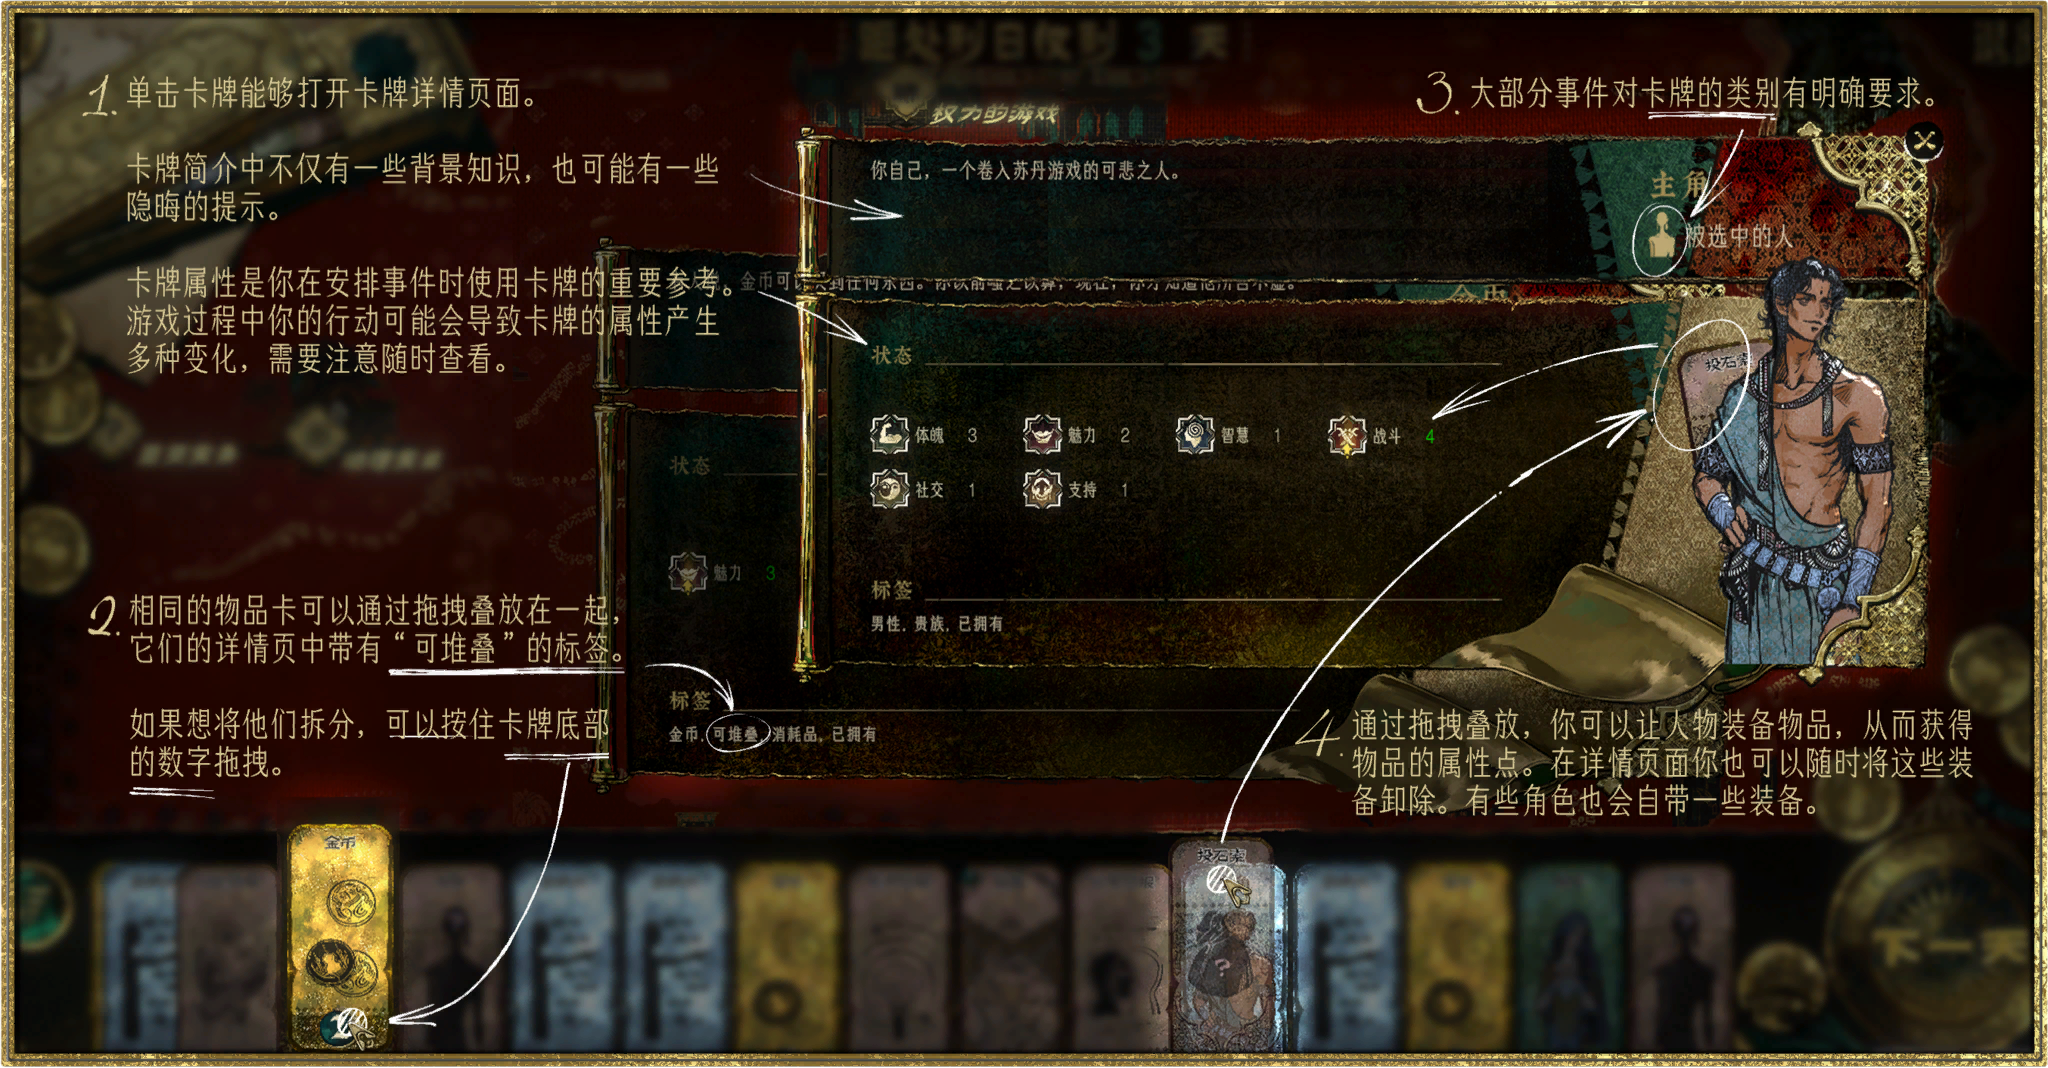 权力的游戏
1. 单击卡牌能够打开卡牌详情页面。
卡牌简介中不仅有一些背景知识，也可能有一些
隐晦的提示。
卡牌属性是你在安排事件时使用卡牌的重要参考。
游戏过程中你的行动可能会导致卡牌的属性产生
多种变化，需要注意随时查看。
2. 相同的物品卡可以通过拖拽叠放在一起，
它们的详情页中带有“可堆叠”的标签。
如果想将他们拆分，可以按住卡牌底部
的数字拖拽。
3. 大部分事件对卡牌的类别有明确要求。
你自己，一个卷入苏丹游戏的可悲之人。
主角
被选中的人
状态
体魄 3 魅力 2 智慧 1 战斗 4
社交 1 支持 1
标签
男性, 贵族, 已拥有
投石索
状态
魅力 3
标签
金币, 可堆叠, 消耗品, 已拥有
4. 通过拖拽叠放，你可以让人物装备物品，从而获得
物品的属性点。在详情页面你也可以随时将这些装
备卸除。有些角色也会自带一些装备。
金币
投石索
下一天